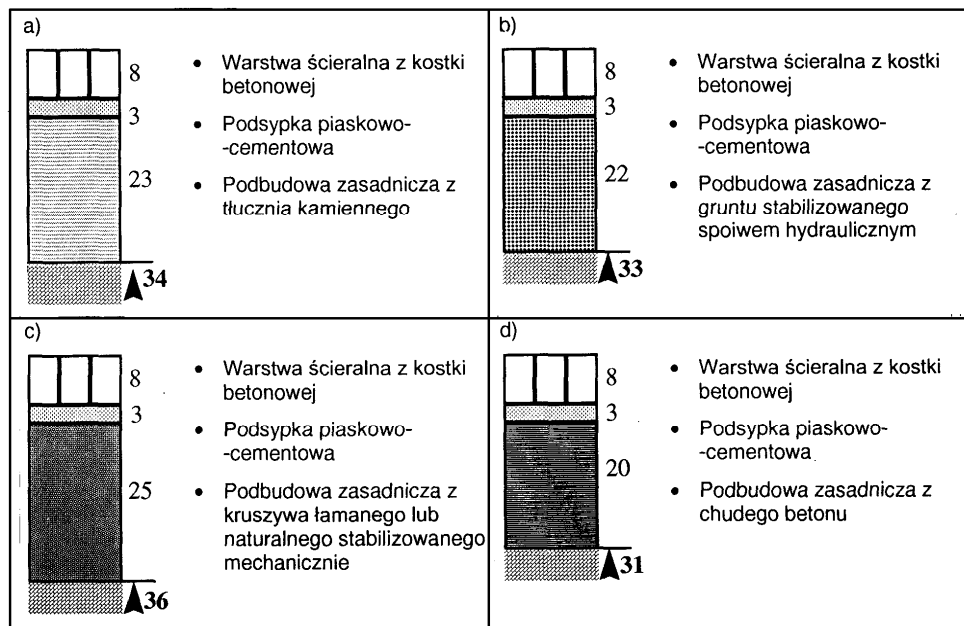 a)
8
3
23
34
• Warstwa ścieralna z kostki
betonowej
• Podsypka piaskowo-
-cementowa
• Podbudowa zasadnicza z
tłucznia kamiennego
b)
8
3
22
33
• Warstwa ścieralna z kostki
betonowej
• Podsypka piaskowo-
-cementowa
• Podbudowa zasadnicza z
gruntu stabilizowanego
spoiwem hydraulicznym
c)
8
3
25
36
• Warstwa ścieralna z kostki
betonowej
• Podsypka piaskowo-
-cementowa
• Podbudowa zasadnicza z
kruszywa łamanego lub
naturalnego stabilizowanego
mechanicznie
d)
8
3
20
31
• Warstwa ścieralna z kostki
betonowej
• Podsypka piaskowo-
-cementowa
• Podbudowa zasadnicza z
chudego betonu